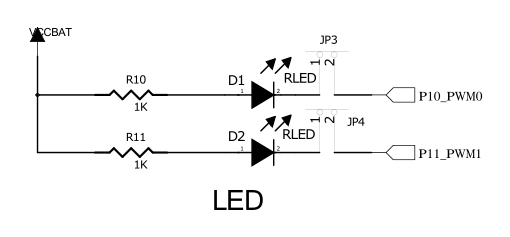 VCCBAT
JP3
1 2
R10
1K
D1
1 2
RLED
P10_PWM0
R11
1K
D2
1 2
RLED
1 2
JP4
P11_PWM1
LED